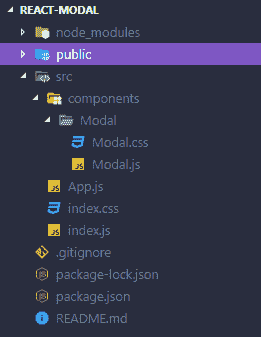 REACT-MODAL
node_modules
public
src
components
Modal
Modal.css
Modal.js
App.js
index.css
index.js
.gitignore
package-lock.json
package.json
README.md